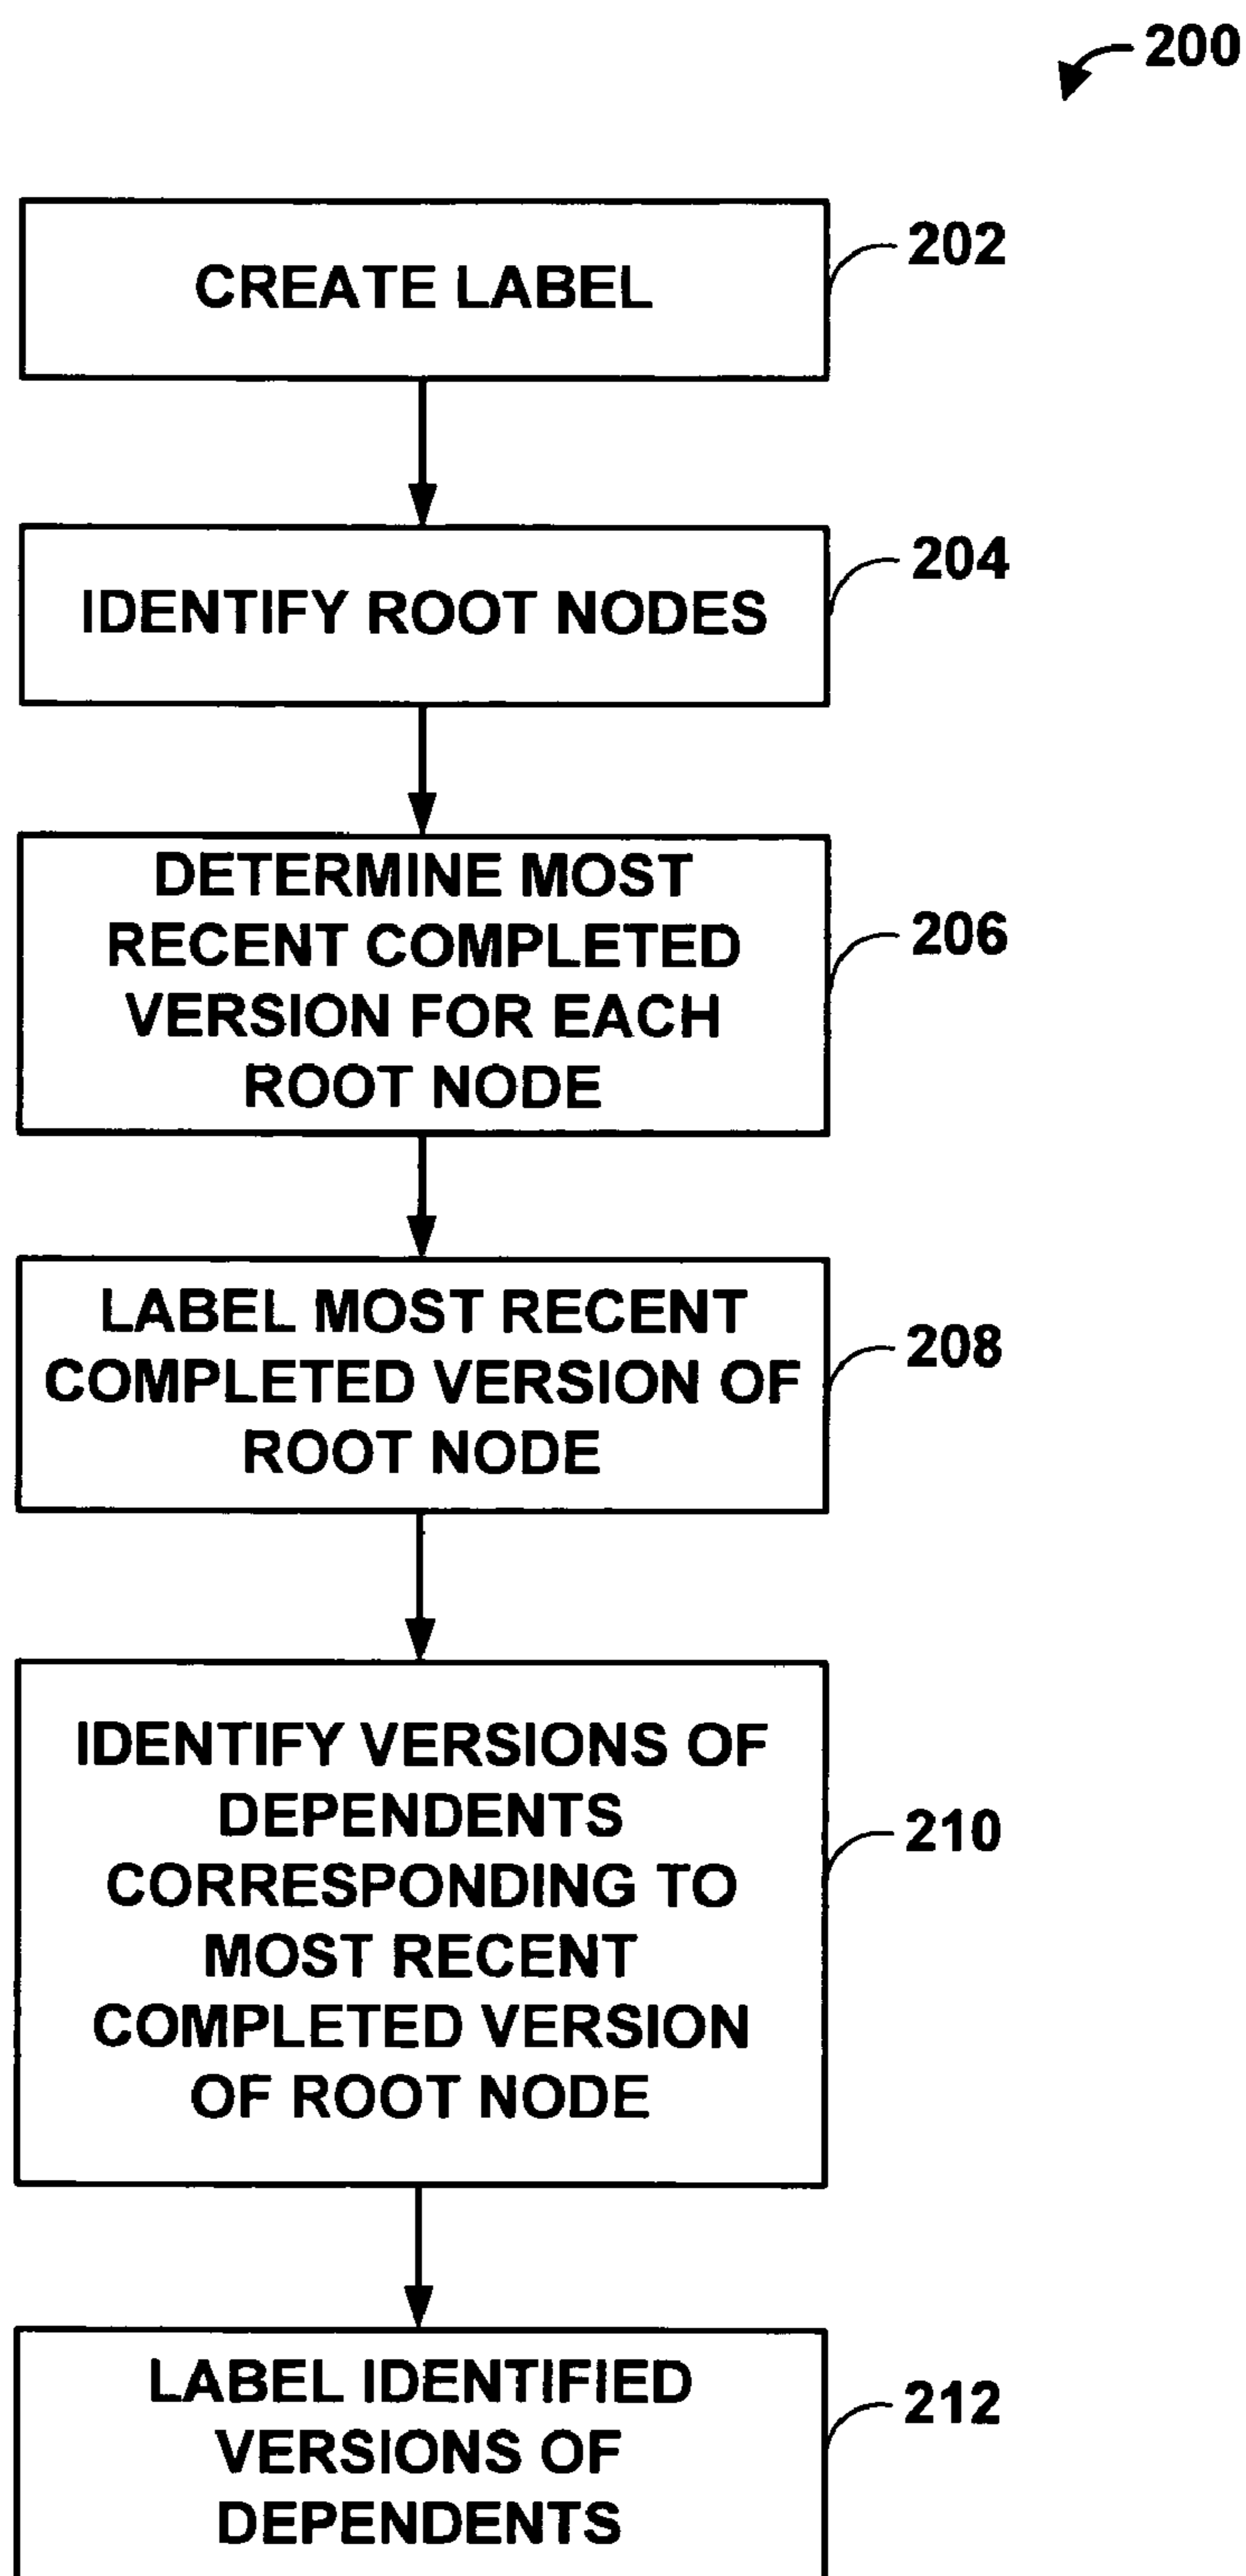 200
CREATE LABEL
202
IDENTIFY ROOT NODES
204
DETERMINE MOST
RECENT COMPLETED
VERSION FOR EACH
ROOT NODE
206
LABEL MOST RECENT
COMPLETED VERSION OF
ROOT NODE
208
IDENTIFY VERSIONS OF
DEPENDENTS
CORRESPONDING TO
MOST RECENT
COMPLETED VERSION
OF ROOT NODE
210
LABEL IDENTIFIED
VERSIONS OF
DEPENDENTS
212